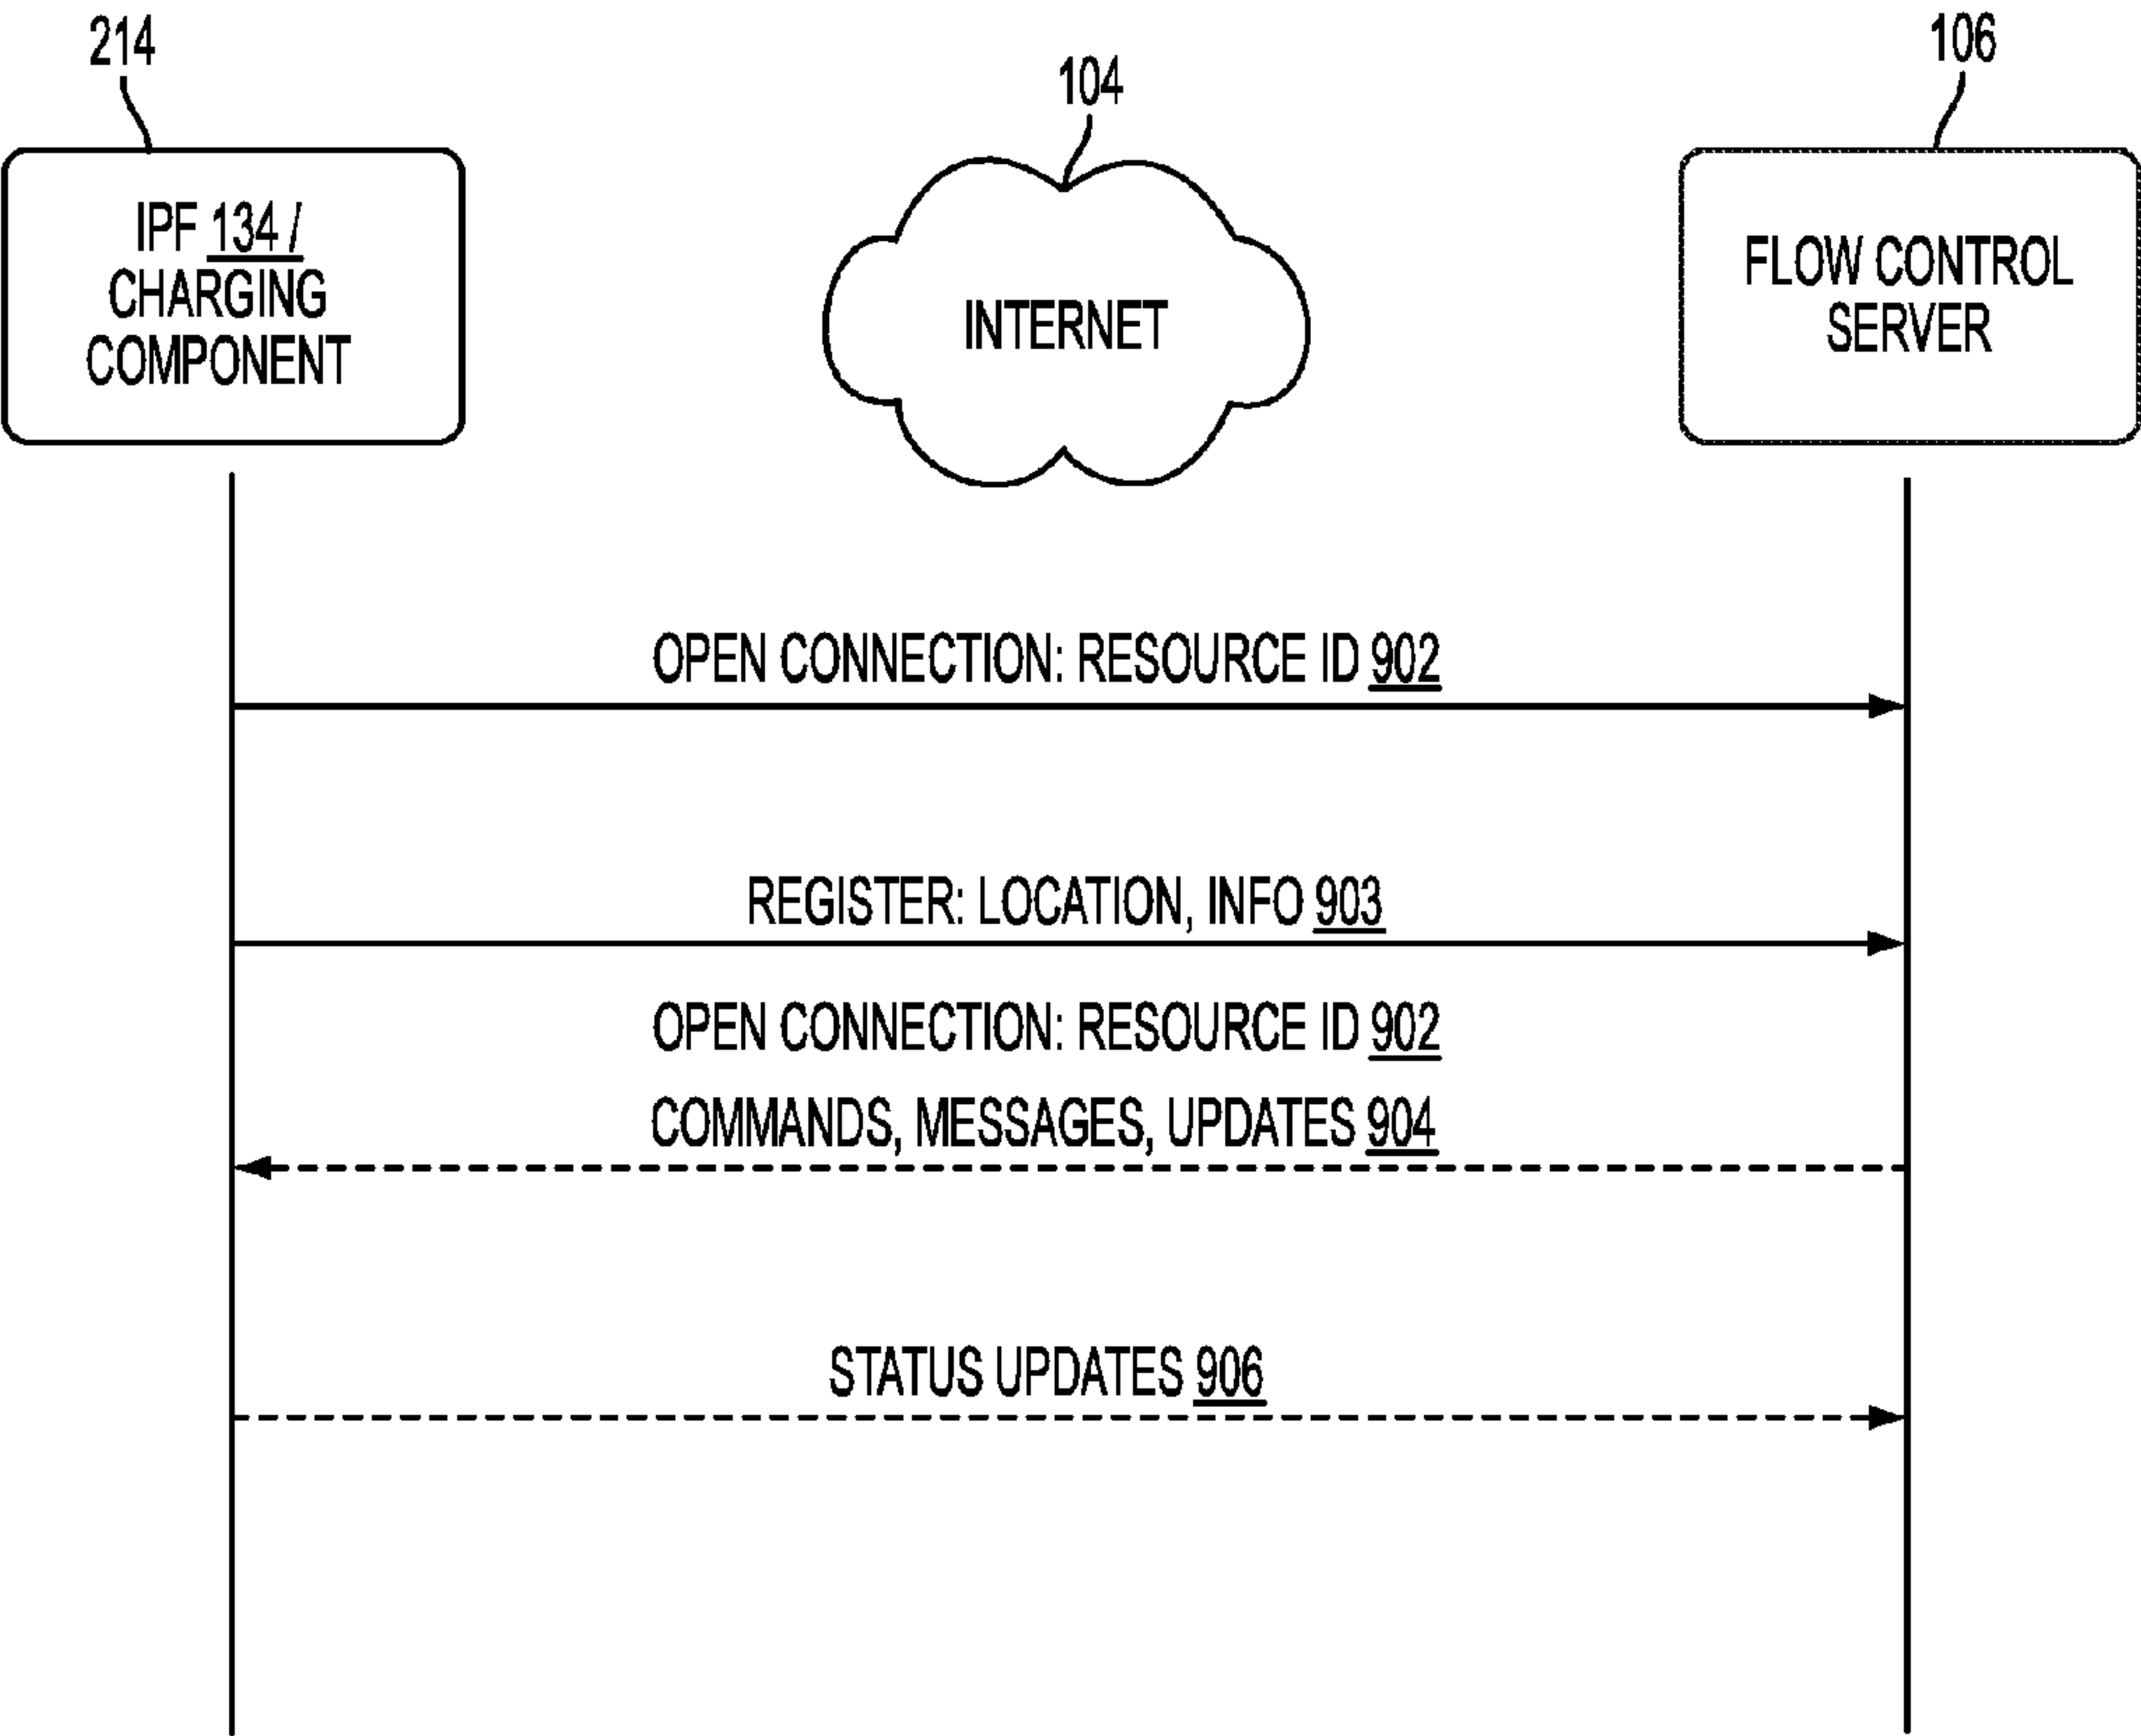 214
104
106
IPF 134 /
CHARGING
COMPONENT
INTERNET
FLOW CONTROL
SERVER
OPEN CONNECTION: RESOURCE ID 902
REGISTER: LOCATION, INFO 903
OPEN CONNECTION: RESOURCE ID 902
COMMANDS, MESSAGES, UPDATES 904
STATUS UPDATES 906